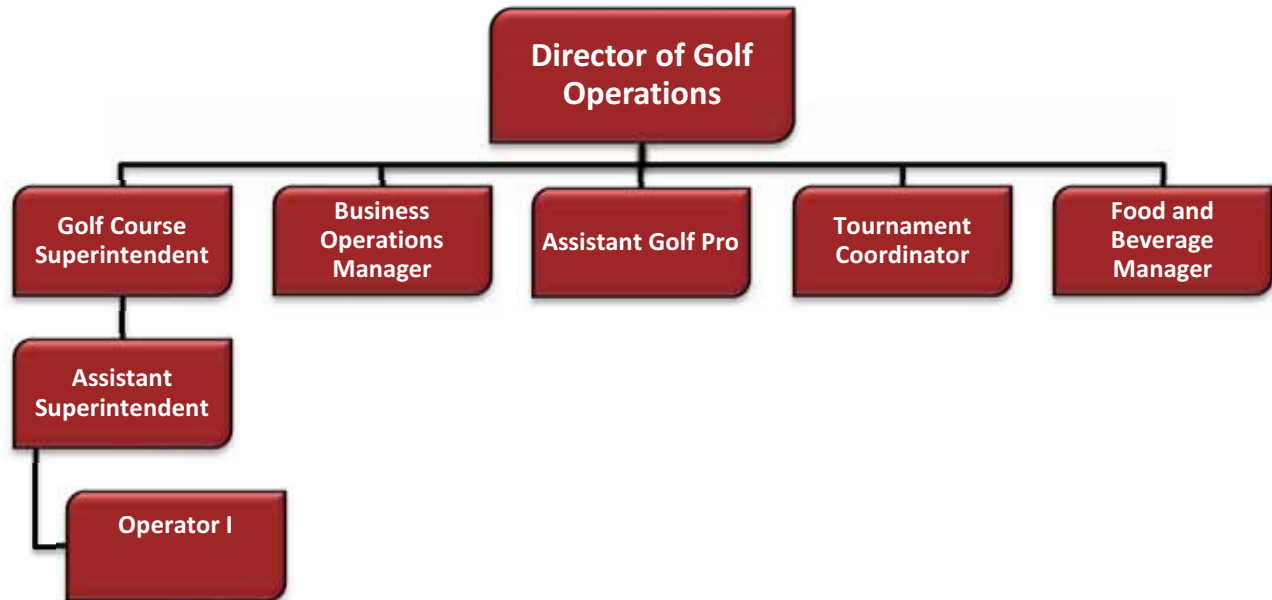 Director of Golf
Operations
Golf Course
Superintendent
Business
Operations
Manager
Assistant Golf Pro
Tournament
Coordinator
Food and
Beverage
Manager
Assistant
Superintendent
Operator I